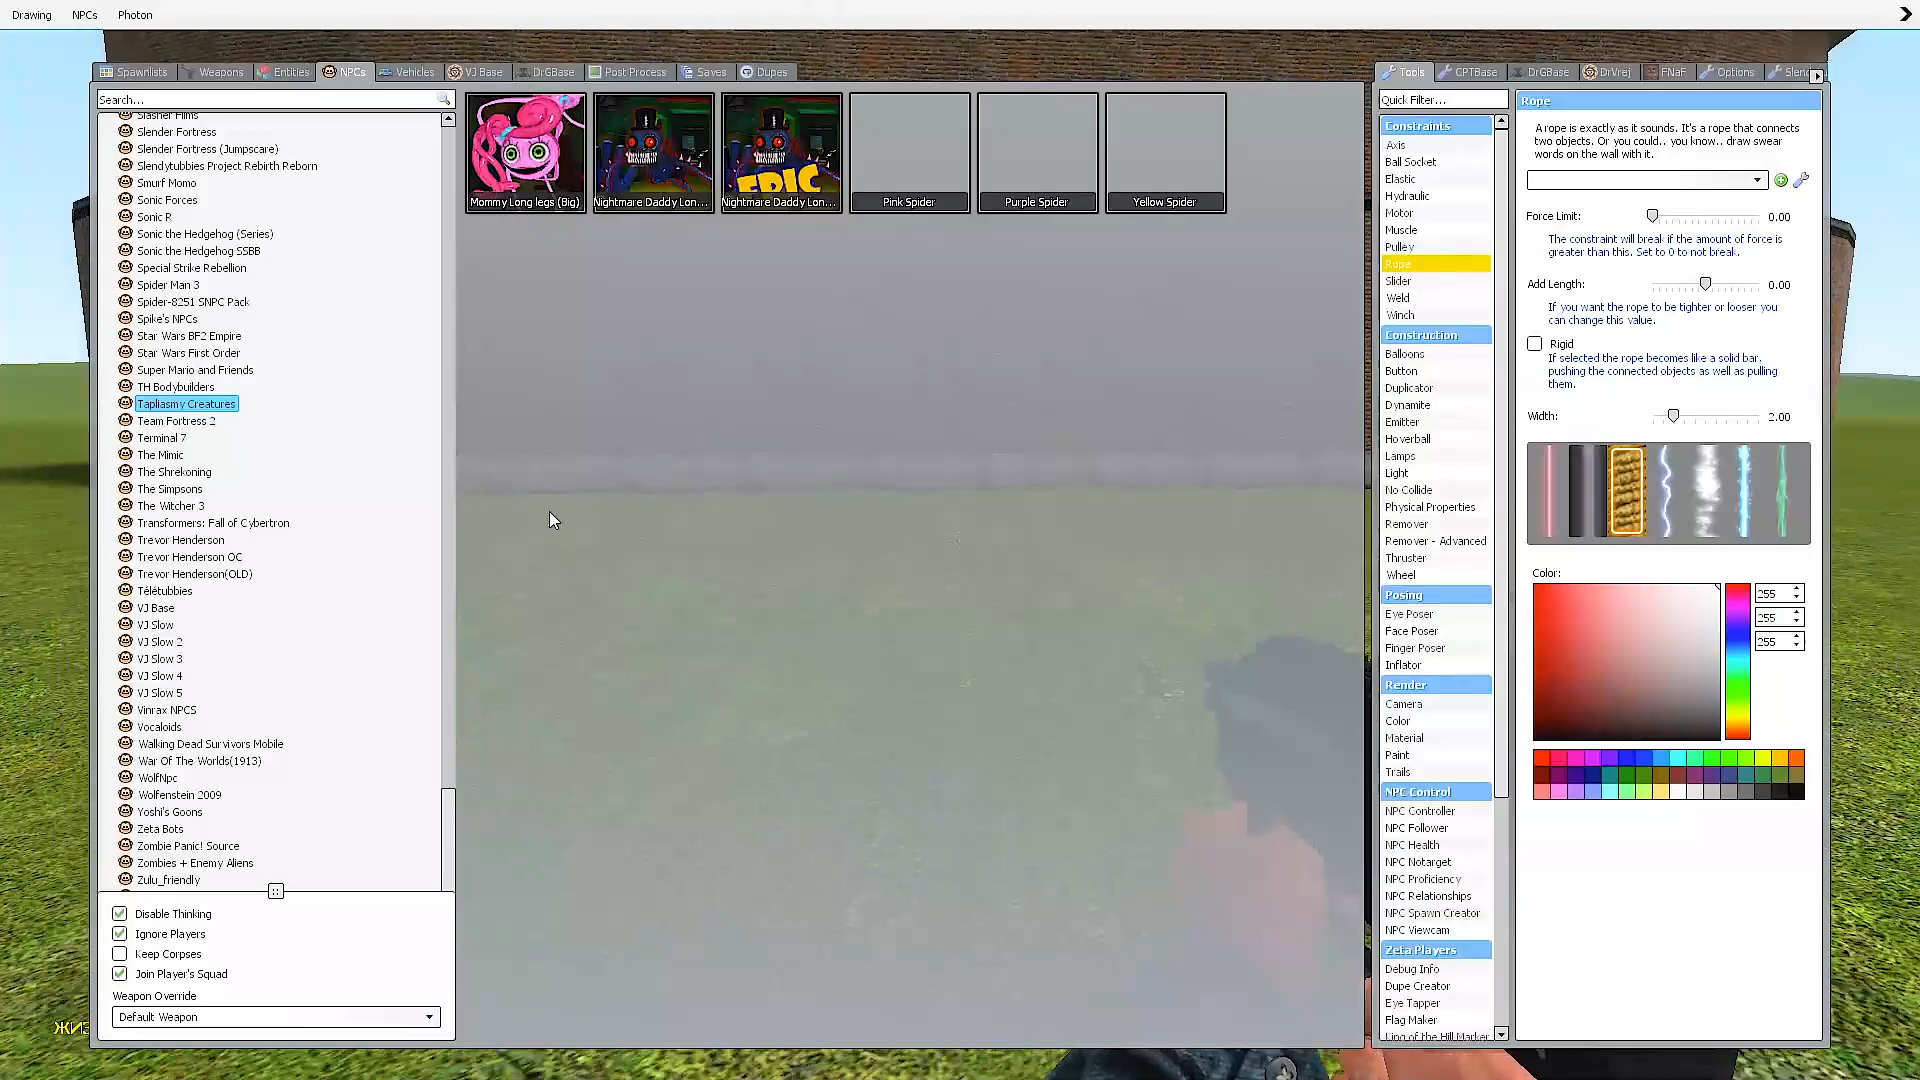 Drawing NPCs Photon
Spawnlists Weapons Entities NPCs Vehicles VJ Base DrGBase Post Process Saves Dupes
Search...
Slasher Films
Slender Fortress
Slender Fortress (Jumpscare)
Slendytubbies Project Rebirth Reborn
Smurf Momo
Sonic Forces
Sonic R
Sonic the Hedgehog (Series)
Sonic the Hedgehog SSBB
Special Strike Rebellion
Spider Man 3
Spider-8251 SNPC Pack
Spike's NPCs
Star Wars BF2 Empire
Star Wars First Order
Super Mario and Friends
TH Bodybuilders
Tapliasmy Creatures
Team Fortress 2
Terminal 7
The Mimic
The Shrekoning
The Simpsons
The Witcher 3
Transformers: Fall of Cybertron
Trevor Henderson
Trevor Henderson OC
Trevor Henderson(OLD)
Télétubbies
VJ Base
VJ Slow
VJ Slow 2
VJ Slow 3
VJ Slow 4
VJ Slow 5
Vinrax NPCS
Vocaloids
Walking Dead Survivors Mobile
War Of The Worlds(1913)
WolfNpc
Wolfenstein 2009
Yoshi's Goons
Zeta Bots
Zombie Panic! Source
Zombies + Enemy Aliens
Zulu_friendly
Disable Thinking
Ignore Players
Keep Corpses
Join Player's Squad
Weapon Override
Default Weapon
EPIC
Mommy Long legs (Big) Nightmare Daddy Lon... Nightmare Daddy Lon... Pink Spider Purple Spider Yellow Spider
Tools CPTBase DrGBase DrVrej FNaF Options Slen
Quick Filter...
Constraints
Axis
Ball Socket
Elastic
Hydraulic
Motor
Muscle
Pulley
Rope
Slider
Weld
Winch
Construction
Balloons
Button
Duplicator
Dynamite
Emitter
Hoverball
Lamps
Light
No Collide
Physical Properties
Remover
Remover - Advanced
Thruster
Wheel
Posing
Eye Poser
Face Poser
Finger Poser
Inflator
Render
Camera
Color
Material
Paint
Trails
NPC Control
NPC Controller
NPC Follower
NPC Health
NPC Notarget
NPC Proficiency
NPC Relationships
NPC Spawn Creator
NPC Viewcam
Zeta Players
Debug Info
Dupe Creator
Eye Tapper
Flag Maker
King of the Hill Marker
Rope
A rope is exactly as it sounds. It's a rope that connects
two objects. Or you could.. you know.. draw swear
words on the wall with it.
Force Limit: 0.00
The constraint will break if the amount of force is
greater than this. Set to 0 to not break.
Add Length: 0.00
If you want the rope to be tighter or looser you
can change this value.
Rigid
If selected the rope becomes like a solid bar,
pushing the connected objects as well as pulling
them.
Width: 2.00
Color:
255
255
255